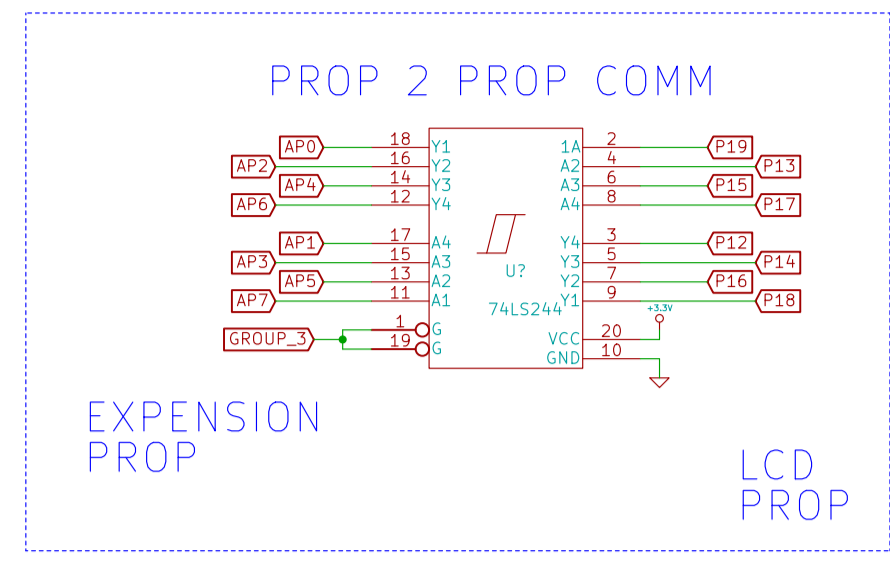 PROP 2 PROP COMM
AP0 18 Y1 1A 2 P19
AP2 16 Y2 A2 4 P13
AP4 14 Y3 A3 6 P15
AP6 12 Y4 A4 8 P17
AP1 17 A4 Y4 3 P12
AP3 15 A3 Y3 5 P14
U?
AP5 13 A2 Y2 7 P16
AP7 11 A1 Y1 9 P18
74LS244
+3.3V
GROUP_3
1 G
19 G
VCC 20
GND 10
EXPENSION
PROP
LCD
PROP